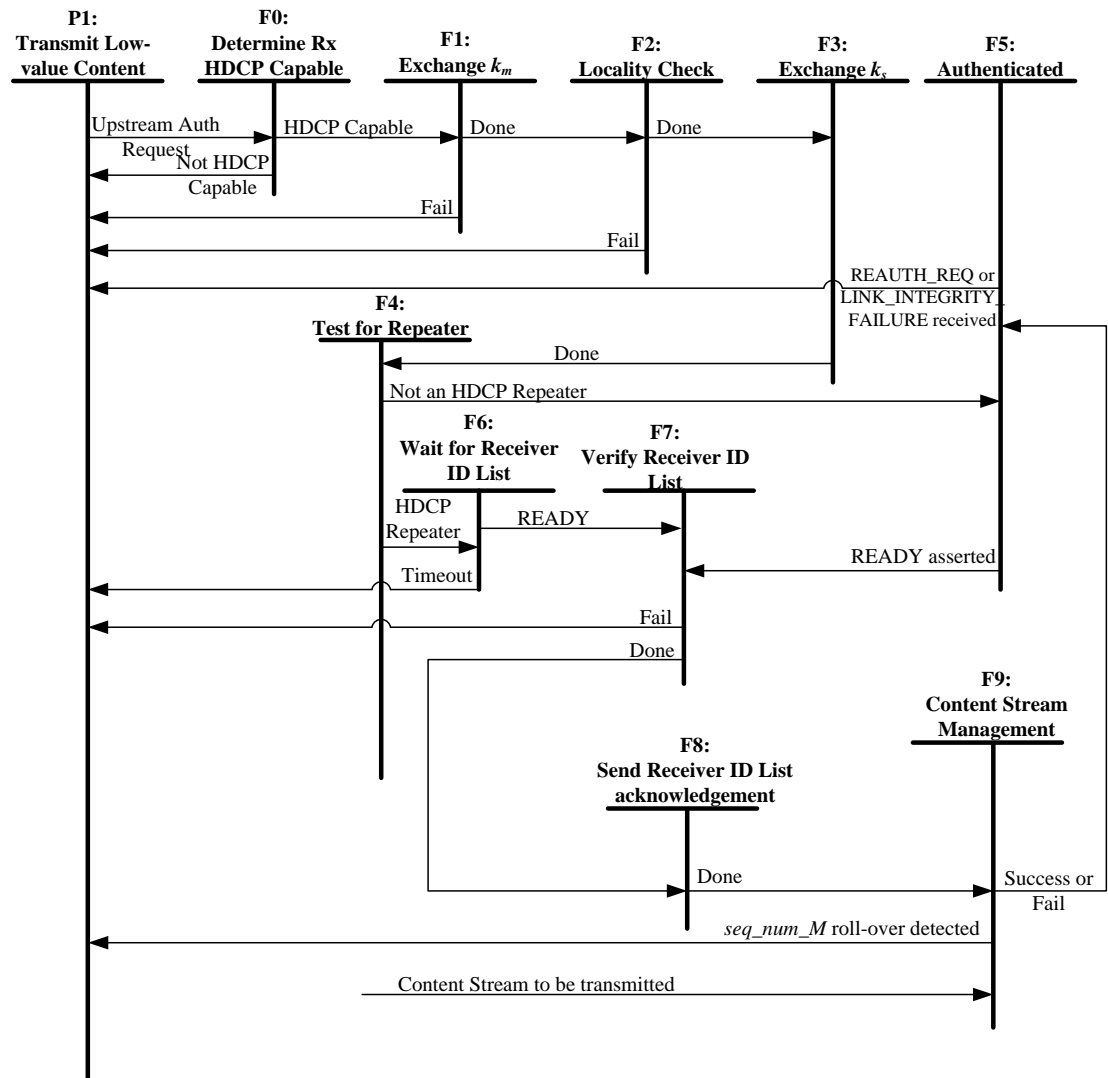 P1:
Transmit Low-
value Content
F0:
Determine Rx
HDCP Capable
F1:
Exchange km
F2:
Locality Check
F3:
Exchange ks
F5:
Authenticated
Upstream Auth
Request
HDCP Capable
Done
Done
Not HDCP
Capable
Fail
Fail
REAUTH_REQ or
LINK_INTEGRITY_
FAILURE received
F4:
Test for Repeater
Done
Not an HDCP Repeater
F6:
Wait for Receiver
ID List
F7:
Verify Receiver ID
List
HDCP
Repeater
READY
READY asserted
Timeout
Fail
Done
F9:
Content Stream
Management
F8:
Send Receiver ID List
acknowledgement
Done
Success or
Fail
seq_num_M roll-over detected
Content Stream to be transmitted